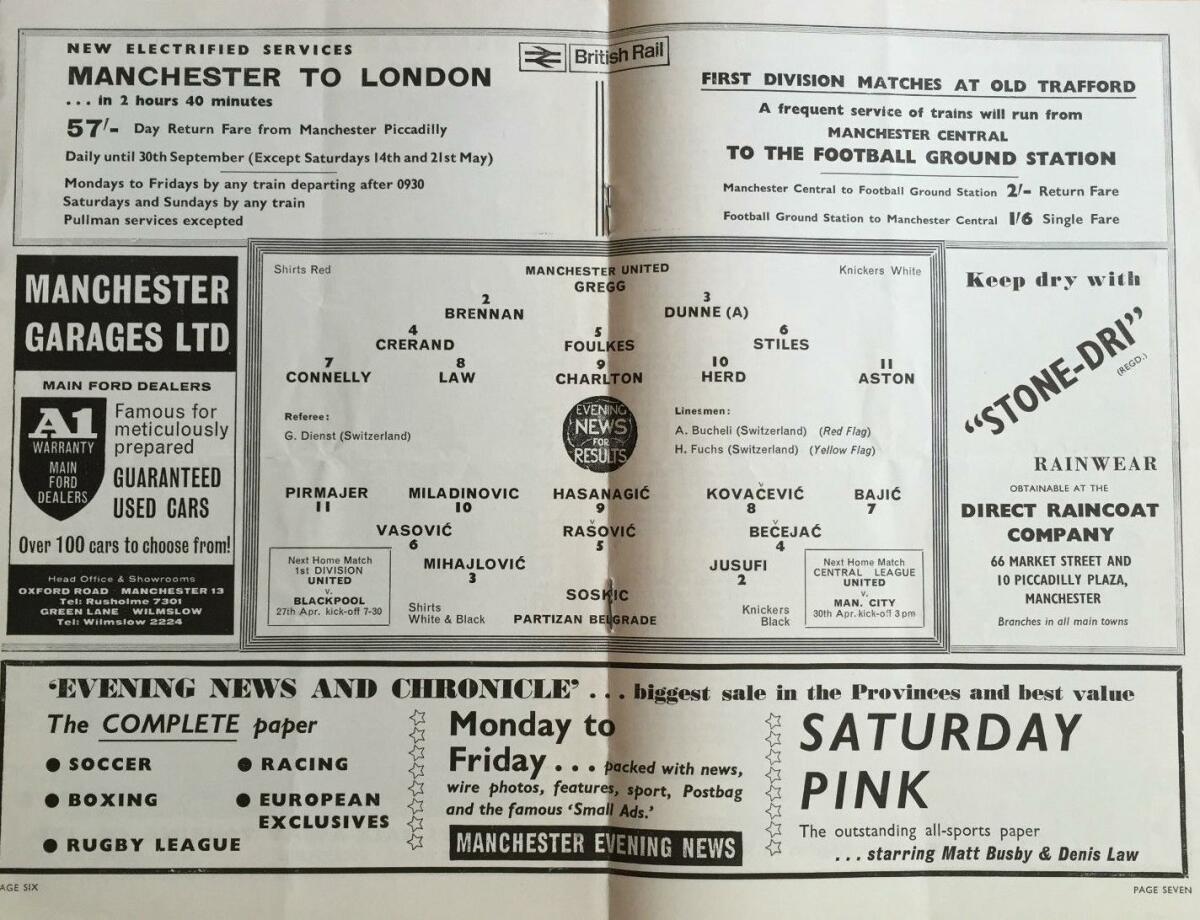 NEW ELECTRIFIED SERVICES
MANCHESTER TO LONDON
... in 2 hours 40 minutes
57/- Day Return Fare from Manchester Piccadilly
Daily until 30th September (Except Saturdays 14th and 21st May)
Mondays to Fridays by any train departing after 0930
Saturdays and Sundays by any train
Pullman services excepted
British Rail
FIRST DIVISION MATCHES AT OLD TRAFFORD
A frequent service of trains will run from
MANCHESTER CENTRAL
TO THE FOOTBALL GROUND STATION
Manchester Central to Football Ground Station 2/- Return Fare
Football Ground Station to Manchester Central 1/6 Single Fare
MANCHESTER
GARAGES LTD
MAIN FORD DEALERS
A1
WARRANTY
MAIN
FORD
DEALERS
Famous for
meticulously
prepared
GUARANTEED
USED CARS
Over 100 cars to choose from!
Head Office & Showrooms
OXFORD ROAD MANCHESTER 13
Tel: Rusholme 7301
GREEN LANE WILMSLOW
Tel: Wilmslow 2224
Shirts Red MANCHESTER UNITED Knickers White
GREGG
2 3
BRENNAN DUNNE (A)
4 5 6
CRERAND FOULKES STILES
7 8 9 10 11
CONNELLY LAW CHARLTON HERD ASTON
Referee:
G. Dienst (Switzerland)
EVENING
NEWS
FOR
RESULTS
Linesmen:
A. Bucheli (Switzerland) (Red Flag)
H. Fuchs (Switzerland) (Yellow Flag)
PIRMAJER MILADINOVIC HASANAGIĆ KOVAČEVIĆ BAJIĆ
11 10 9 8 7
VASOVIĆ RAŠOVIĆ BEČEJAĆ
6 5 4
MIHAJLOVIĆ JUSUFI
3 2
SOSKIC
Next Home Match
1st DIVISION
UNITED
v.
BLACKPOOL
27th Apr. kick-off 7-30
Shirts
White & Black
PARTIZAN BELGRADE
Knickers
Black
Next Home Match
CENTRAL LEAGUE
UNITED
v.
MAN. CITY
30th Apr. kick-off 3 pm
Keep dry with
"STONE-DRI"
(REGD.)
RAINWEAR
OBTAINABLE AT THE
DIRECT RAINCOAT
COMPANY
66 MARKET STREET AND
10 PICCADILLY PLAZA,
MANCHESTER
Branches in all main towns
'EVENING NEWS AND CHRONICLE' ... biggest sale in the Provinces and best value
The COMPLETE paper
● SOCCER ● RACING
● BOXING ● EUROPEAN
EXCLUSIVES
● RUGBY LEAGUE
Monday to
Friday ... packed with news,
wire photos, features, sport, Postbag
and the famous 'Small Ads.'
MANCHESTER EVENING NEWS
SATURDAY
PINK
The outstanding all-sports paper
... starring Matt Busby & Denis Law
AGE SIX
PAGE SEVEN